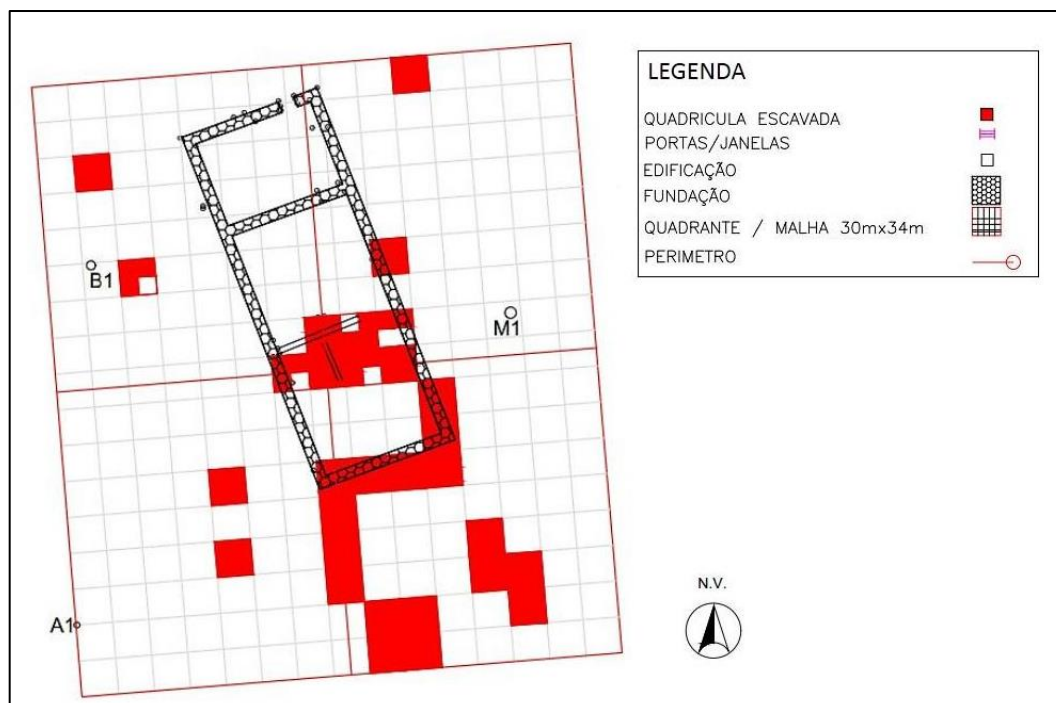 LEGENDA
QUADRICULA ESCAVADA
PORTAS/JANELAS
EDIFICAÇÃO
FUNDAÇÃO
QUADRANTE / MALHA 30mx34m
PERIMETRO
B1
M1
A1
N.V.